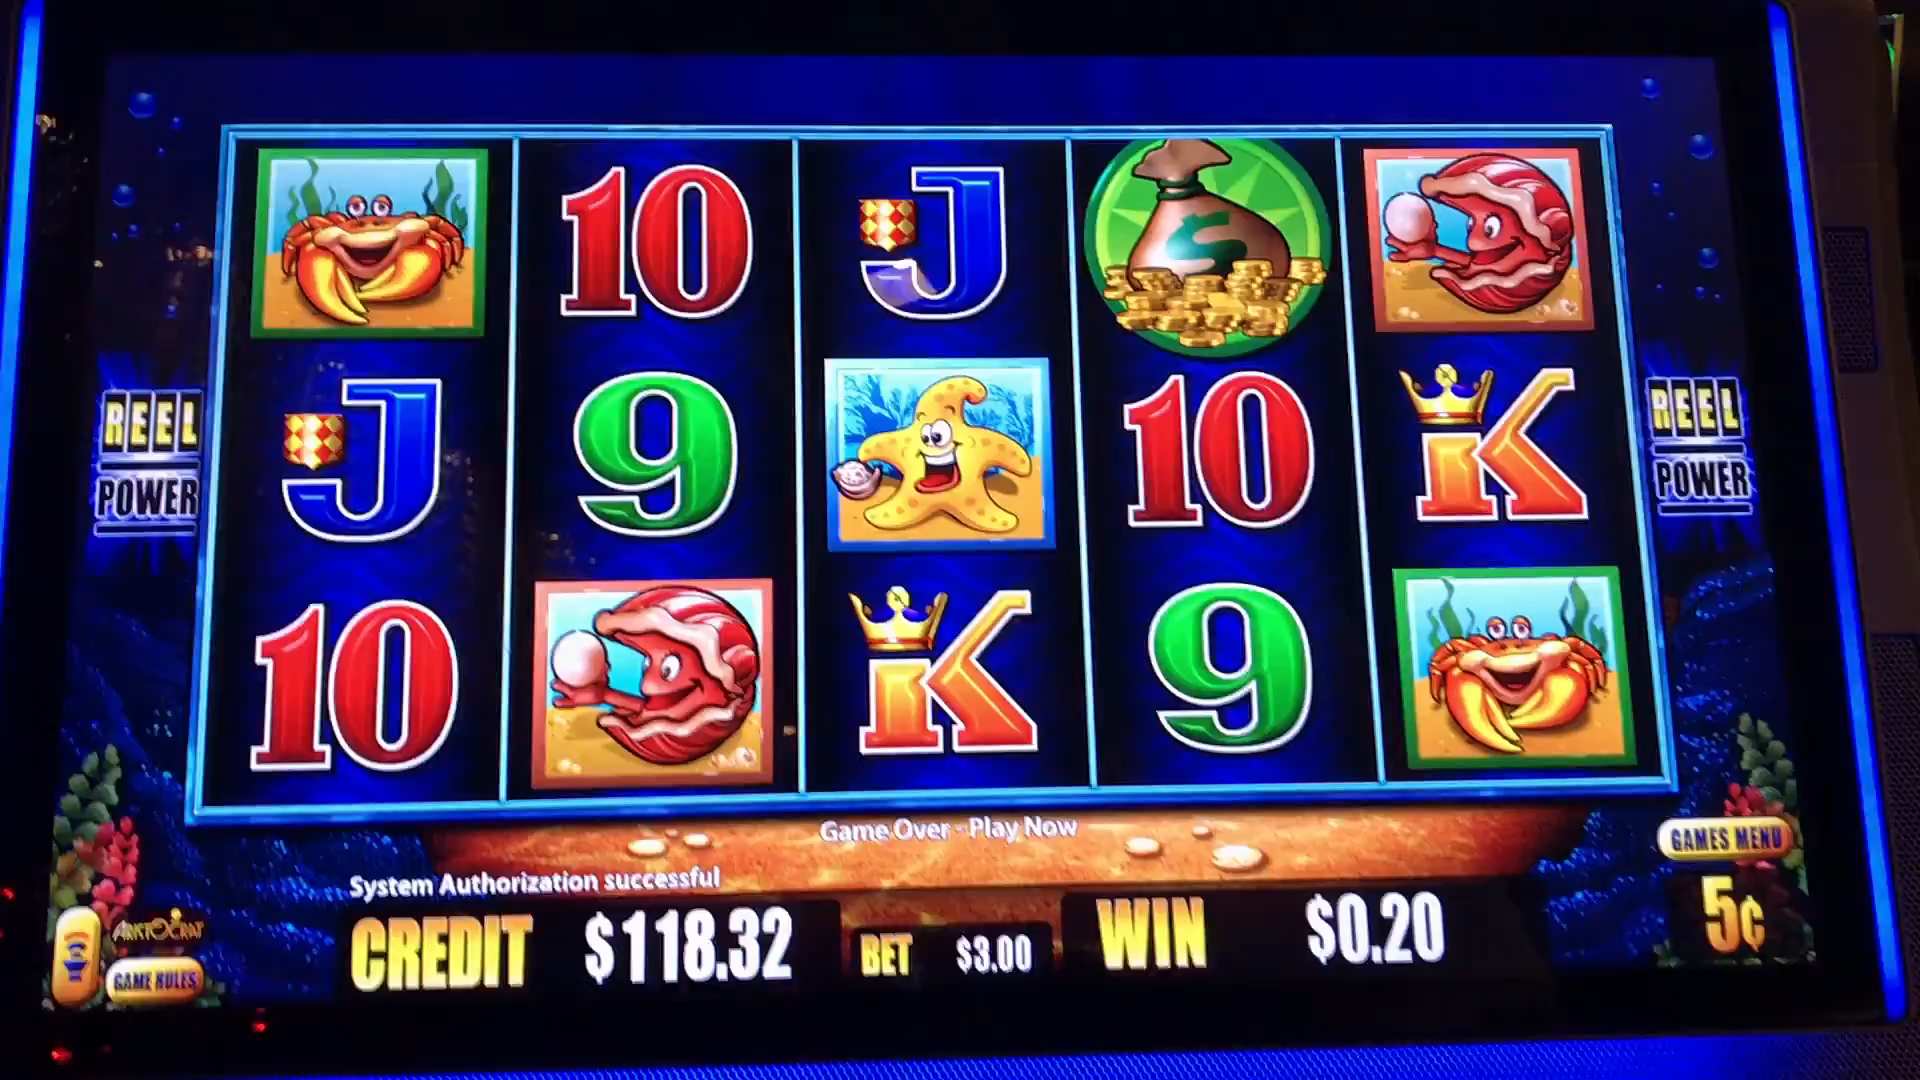 10 J $
REEL POWER
J 9 10 K
REEL POWER
10 K 9
Game Over - Play Now
System Authorization successful
GAMES MENU
CREDIT $118.32 BET $3.00 WIN $0.20
5¢
ARISTOCRAT
GAME RULES